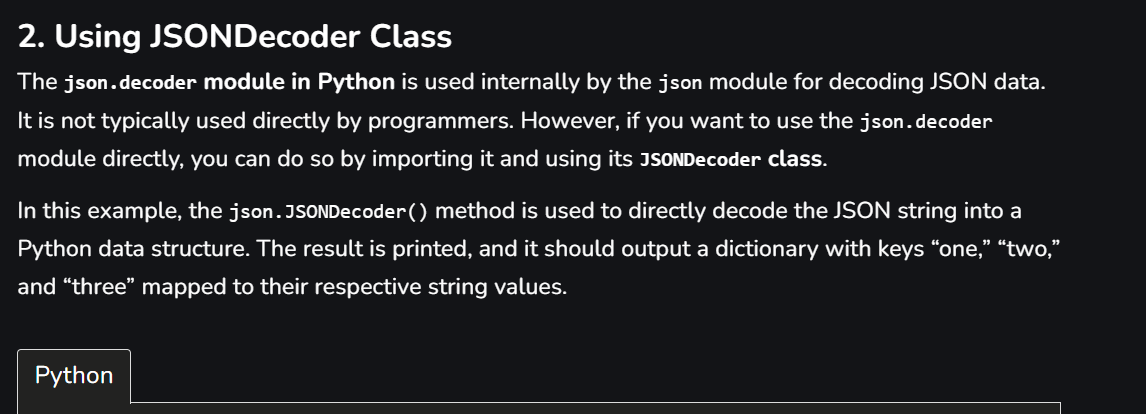 2. Using JSONDecoder Class
The json.decoder module in Python is used internally by the json module for decoding JSON data.
It is not typically used directly by programmers. However, if you want to use the json.decoder
module directly, you can do so by importing it and using its JSONDecoder class.
In this example, the json.JSONDecoder() method is used to directly decode the JSON string into a
Python data structure. The result is printed, and it should output a dictionary with keys “one,” “two,”
and “three” mapped to their respective string values.
Python